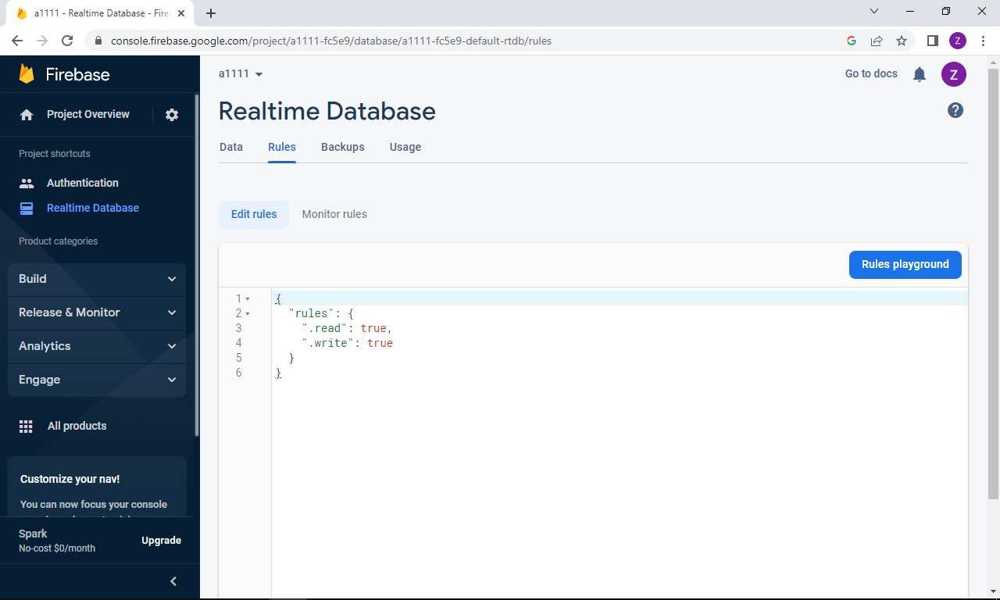 a1111 - Realtime Database - Fire
console.firebase.google.com/project/a1111-fc5e9/database/a1111-fc5e9-default-rtdb/rules
G
Z
Firebase
Project Overview
Project shortcuts
Authentication
Realtime Database
Product categories
Build
Release & Monitor
Analytics
Engage
All products
Customize your nav!
You can now focus your console
Spark
No-cost $0/month
Upgrade
a1111
Go to docs
Z
Realtime Database
?
Data Rules Backups Usage
Edit rules Monitor rules
Rules playground
1 {
2 "rules": {
3 ".read": true,
4 ".write": true
5 }
6 }